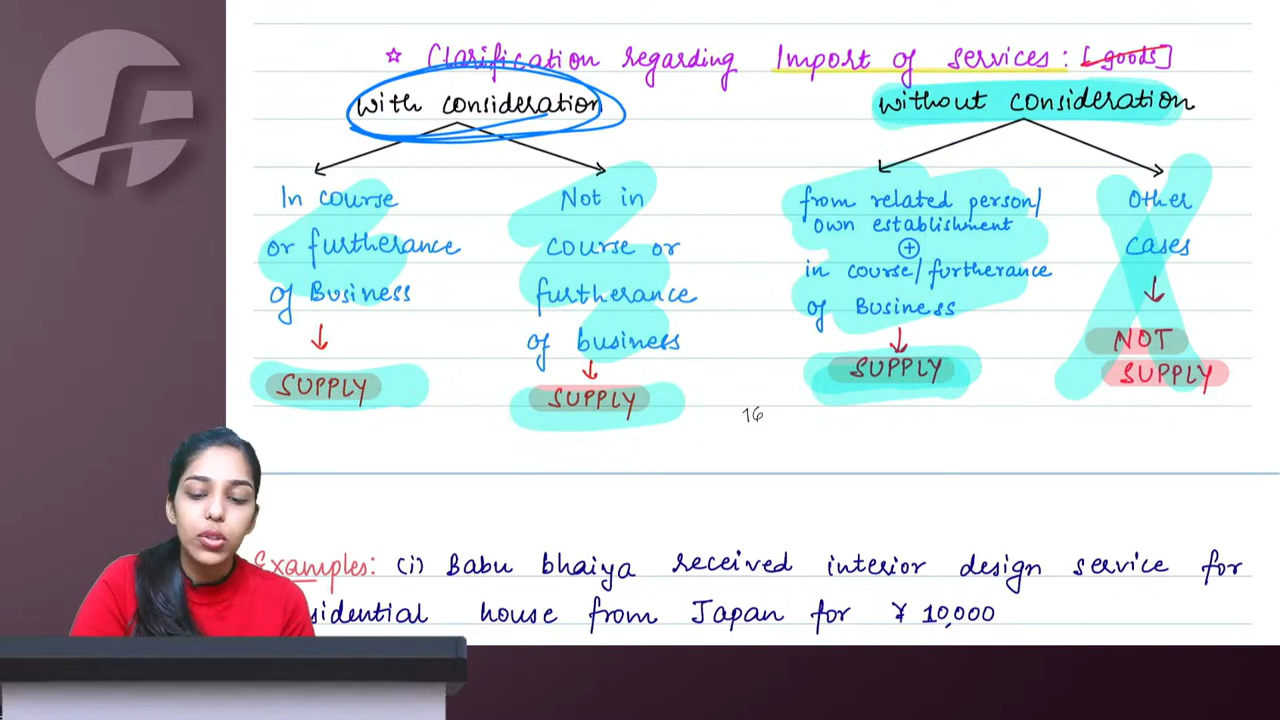 ☆ Clarification regarding Import of services: [goods]
with consideration
without consideration
In course
or furtherance
of Business
↓
SUPPLY
Not in
course or
furtherance
of business
↓
SUPPLY
from related person/
own establishment
+
in course/furtherance
of Business
↓
SUPPLY
Other
cases
↓
NOT
SUPPLY
16
Examples: (i) Babu bhaiya received interior design service for
sidential house from Japan for ¥ 10,000